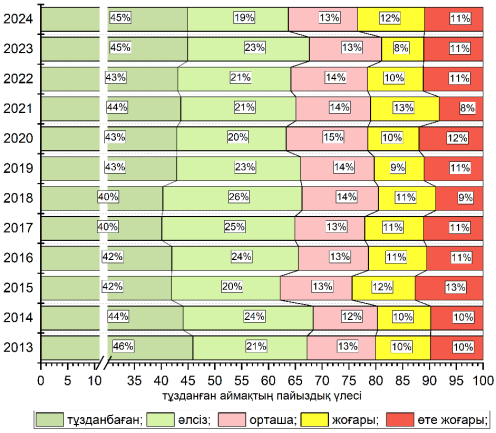 2024 45% 19% 13% 12% 11%
2023 45% 23% 13% 8% 11%
2022 43% 21% 14% 10% 11%
2021 44% 21% 14% 13% 8%
2020 43% 20% 15% 10% 12%
2019 43% 23% 14% 9% 11%
2018 40% 26% 14% 11% 9%
2017 40% 25% 13% 11% 11%
2016 42% 24% 13% 11% 11%
2015 42% 20% 13% 12% 13%
2014 44% 24% 12% 10% 10%
2013 46% 21% 13% 10% 10%
0 10 35 40 45 50 55 60 65 70 75 80 85 90 95 100
тұзданған аймақтың пайыздық үлесі
тұзданбаған; әлсіз; орташа; жоғары; өте жоғары;